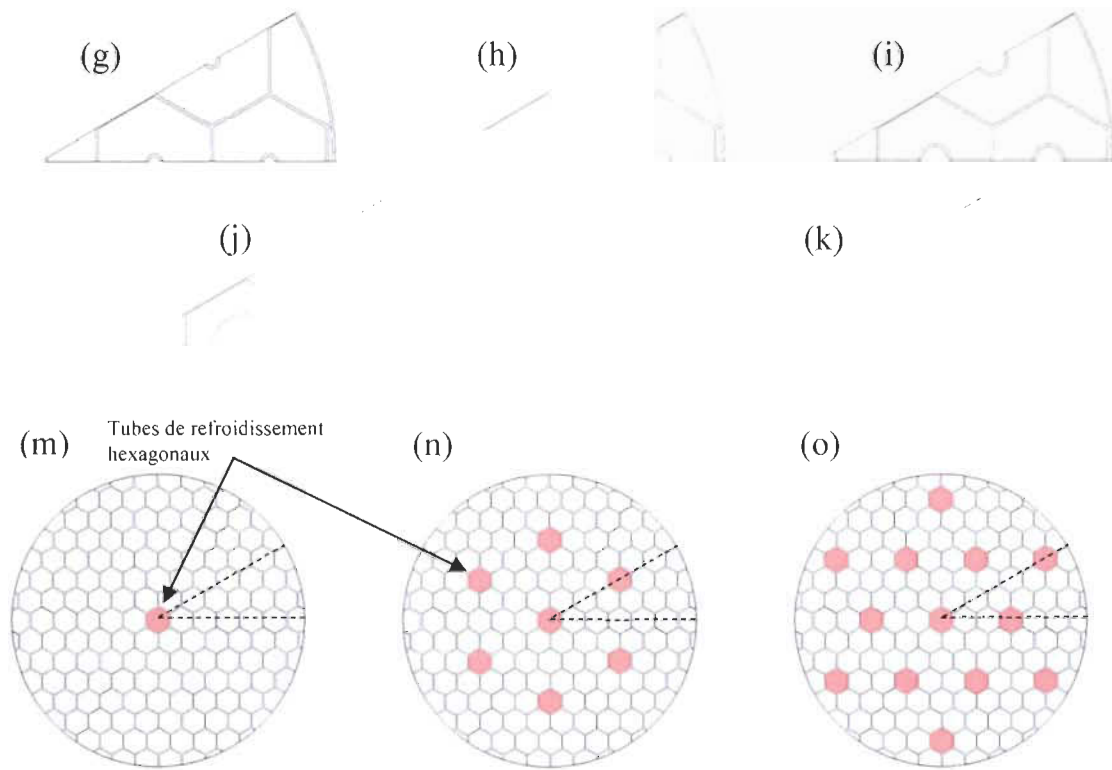 (g)
(h)
(i)
(j)
(k)
(m)
Tubes de refroidissement
hexagonaux
(n)
(o)